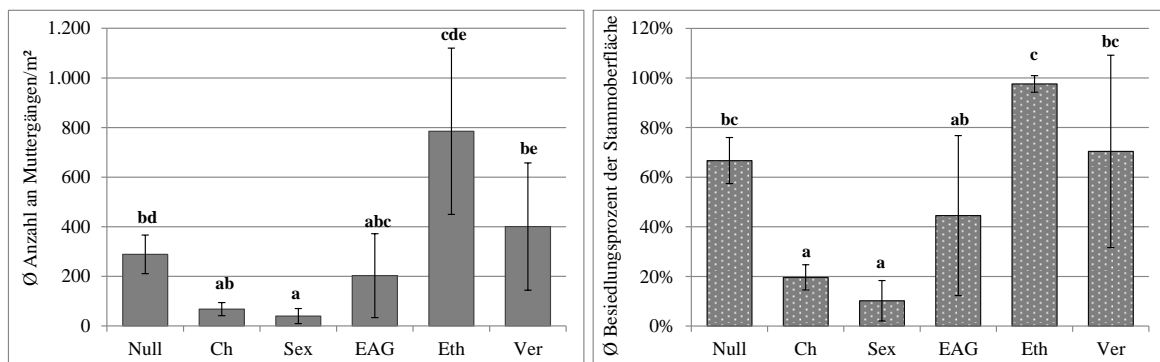 Ø Anzahl an Muttergängen/m²
1.200
1.000
800
600
400
200
0
bd
ab
a
abc
cde
be
Null Ch Sex EAG Eth Ver
Ø Besiedlungsprozent der Stammoberfläche
120%
100%
80%
60%
40%
20%
0%
bc
a
a
ab
c
bc
Null Ch Sex EAG Eth Ver